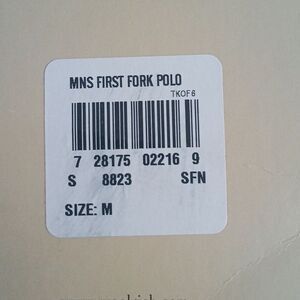 MNS FIRST FORK POLO
TKOF6
7 28175 02216 9
S 8823 SFN
SIZE: M